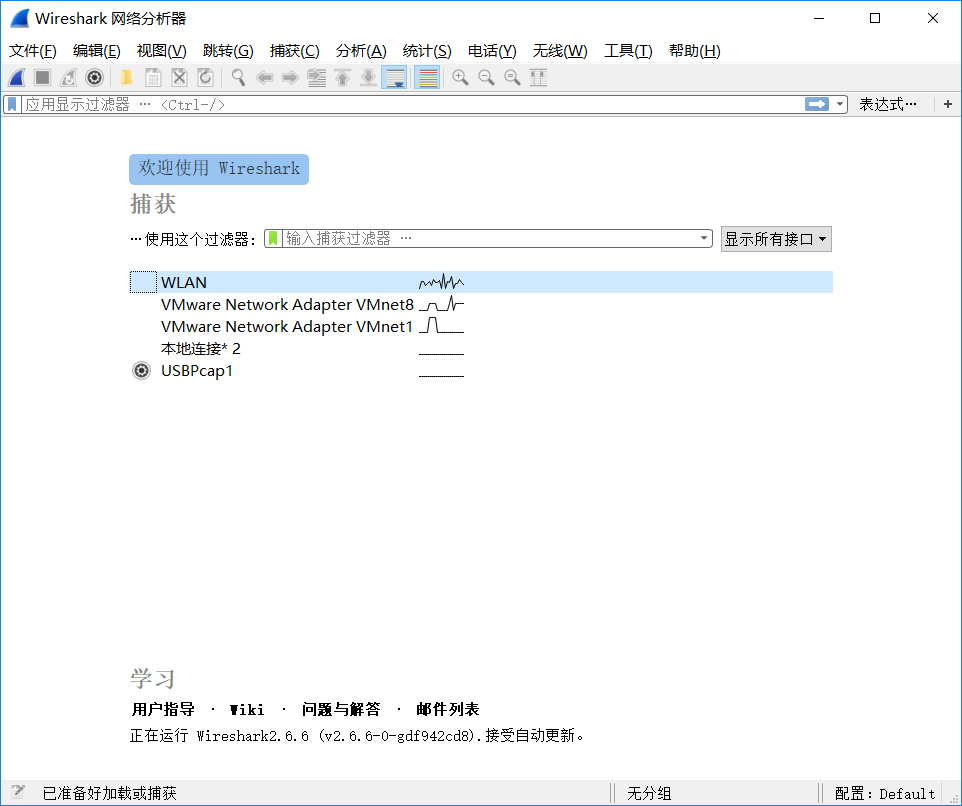 Wireshark 网络分析器
文件(F) 编辑(E) 视图(V) 跳转(G) 捕获(C) 分析(A) 统计(S) 电话(Y) 无线(W) 工具(T) 帮助(H)
应用显示过滤器 … <Ctrl-/> 表达式… +
欢迎使用 Wireshark
捕获
…使用这个过滤器： 输入捕获过滤器 … 显示所有接口
WLAN
VMware Network Adapter VMnet8
VMware Network Adapter VMnet1
本地连接* 2
USBPcap1
学习
用户指导 · Wiki · 问题与解答 · 邮件列表
正在运行 Wireshark2.6.6 (v2.6.6-0-gdf942cd8).接受自动更新。
已准备好加载或捕获 无分组 配置：Default